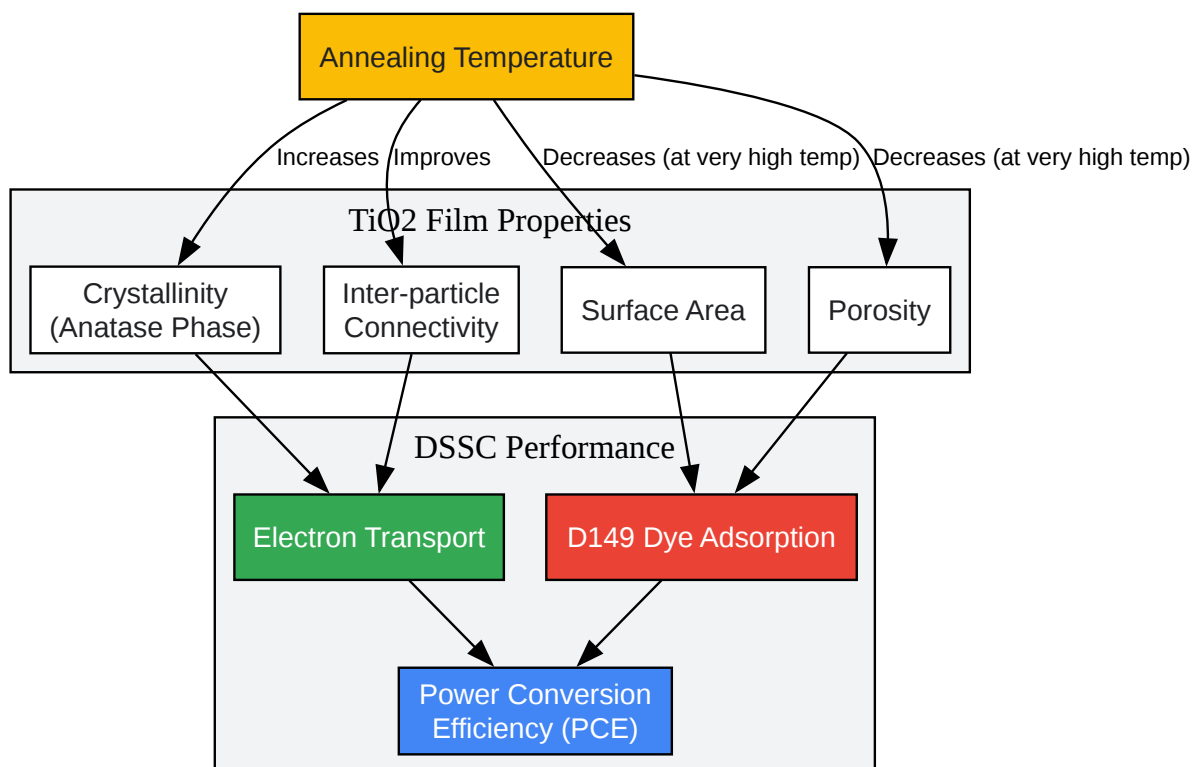 Annealing Temperature
Increases
Improves
Decreases (at very high temp)
Decreases (at very high temp)
TiO2 Film Properties
Crystallinity
(Anatase Phase)
Inter-particle
Connectivity
Surface Area
Porosity
DSSC Performance
Electron Transport
D149 Dye Adsorption
Power Conversion
Efficiency (PCE)